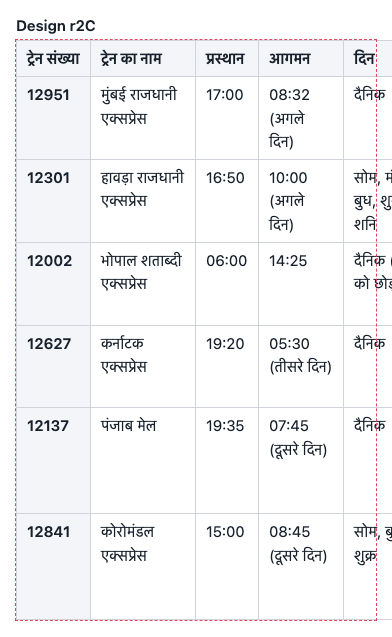 Design r2C
ट्रेन संख्या
ट्रेन का नाम
प्रस्थान
आगमन
दिन
12951
मुंबई राजधानी
एक्सप्रेस
17:00
08:32
(अगले
दिन)
दैनिक
12301
हावड़ा राजधानी
एक्सप्रेस
16:50
10:00
(अगले
दिन)
सोम,
बुध,
शनि
12002
भोपाल शताब्दी
एक्सप्रेस
06:00
14:25
दैनिक (
को
12627
कर्नाटक
एक्सप्रेस
19:20
05:30
(तीसरे दिन)
दैनिक
12137
पंजाब मेल
19:35
07:45
(दूसरे दिन)
दैनिक
12841
कोरोमंडल
एक्सप्रेस
15:00
08:45
(दूसरे दिन)
सोम,
शुक्र